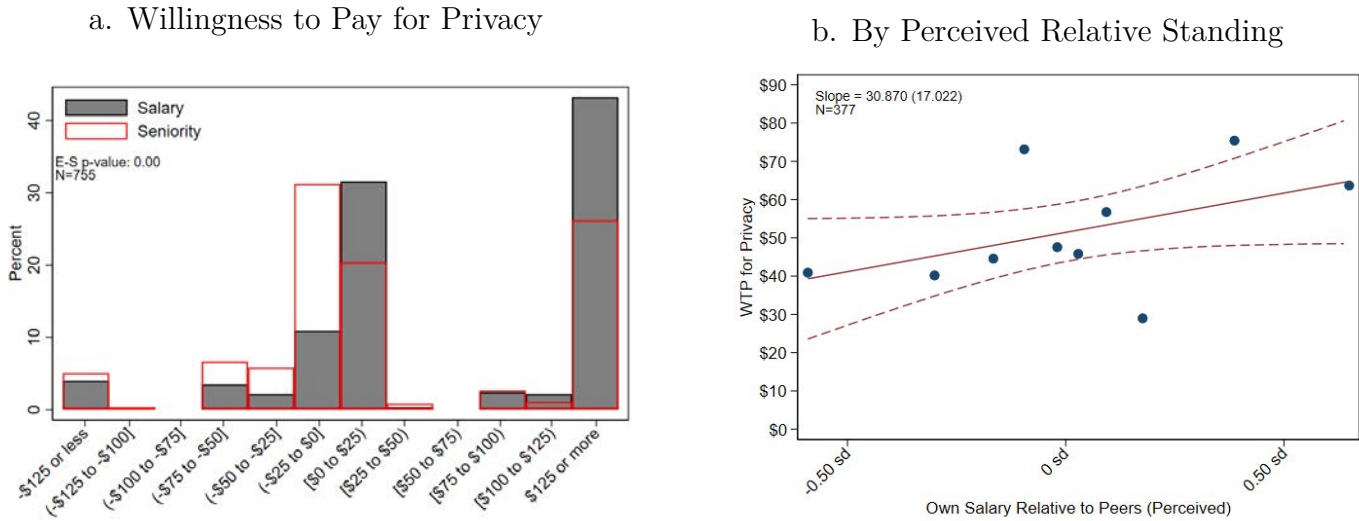 a. Willingness to Pay for Privacy
Salary
Seniority
E-S p-value: 0.00
N=755
Percent
40
30
20
10
0
-$125 or less
(-$125 to -$100]
(-$100 to -$75]
(-$75 to -$50]
(-$50 to -$25]
(-$25 to $0]
[$0 to $25)
[$25 to $50)
[$50 to $75)
[$75 to $100)
[$100 to $125)
$125 or more
b. By Perceived Relative Standing
Slope = 30.870 (17.022)
N=377
WTP for Privacy
$90
$80
$70
$60
$50
$40
$30
$20
$10
$0
-0.50 sd
0 sd
0.50 sd
Own Salary Relative to Peers (Perceived)